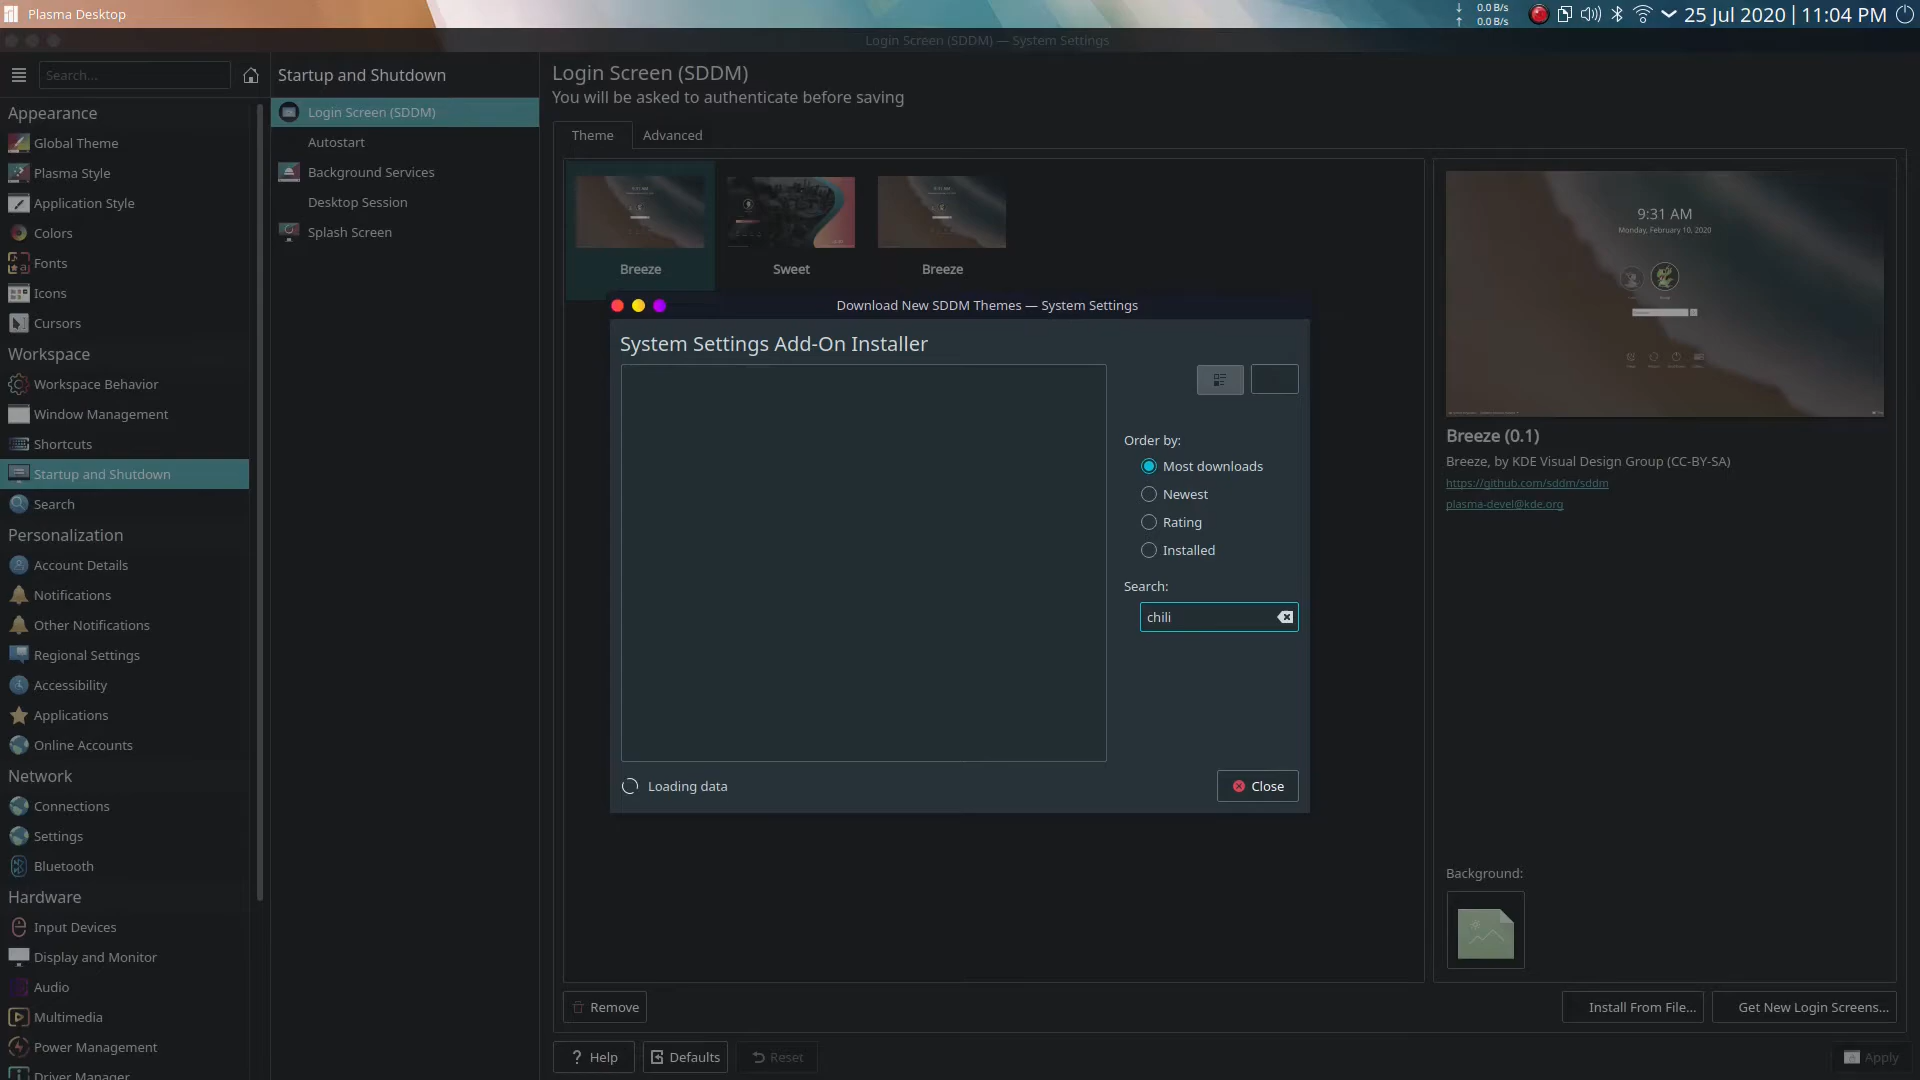 Plasma Desktop
0.0 B/s
0.0 B/s
25 Jul 2020 | 11:04 PM
Login Screen (SDDM) — System Settings
Search...
Appearance
Global Theme
Plasma Style
Application Style
Colors
Fonts
Icons
Cursors
Workspace
Workspace Behavior
Window Management
Shortcuts
Startup and Shutdown
Search
Personalization
Account Details
Notifications
Other Notifications
Regional Settings
Accessibility
Applications
Online Accounts
Network
Connections
Settings
Bluetooth
Hardware
Input Devices
Display and Monitor
Audio
Multimedia
Power Management
Driver Manager
Startup and Shutdown
Login Screen (SDDM)
Autostart
Background Services
Desktop Session
Splash Screen
Login Screen (SDDM)
You will be asked to authenticate before saving
Theme
Advanced
Breeze
Sweet
Breeze
Download New SDDM Themes — System Settings
System Settings Add-On Installer
Order by:
Most downloads
Newest
Rating
Installed
Search:
chili
Loading data
Close
9:31 AM
Monday, February 10, 2020
Breeze (0.1)
Breeze, by KDE Visual Design Group (CC-BY-SA)
https://github.com/sddm/sddm
plasma-devel@kde.org
Background:
Remove
Install From File...
Get New Login Screens...
Help
Defaults
Reset
Apply